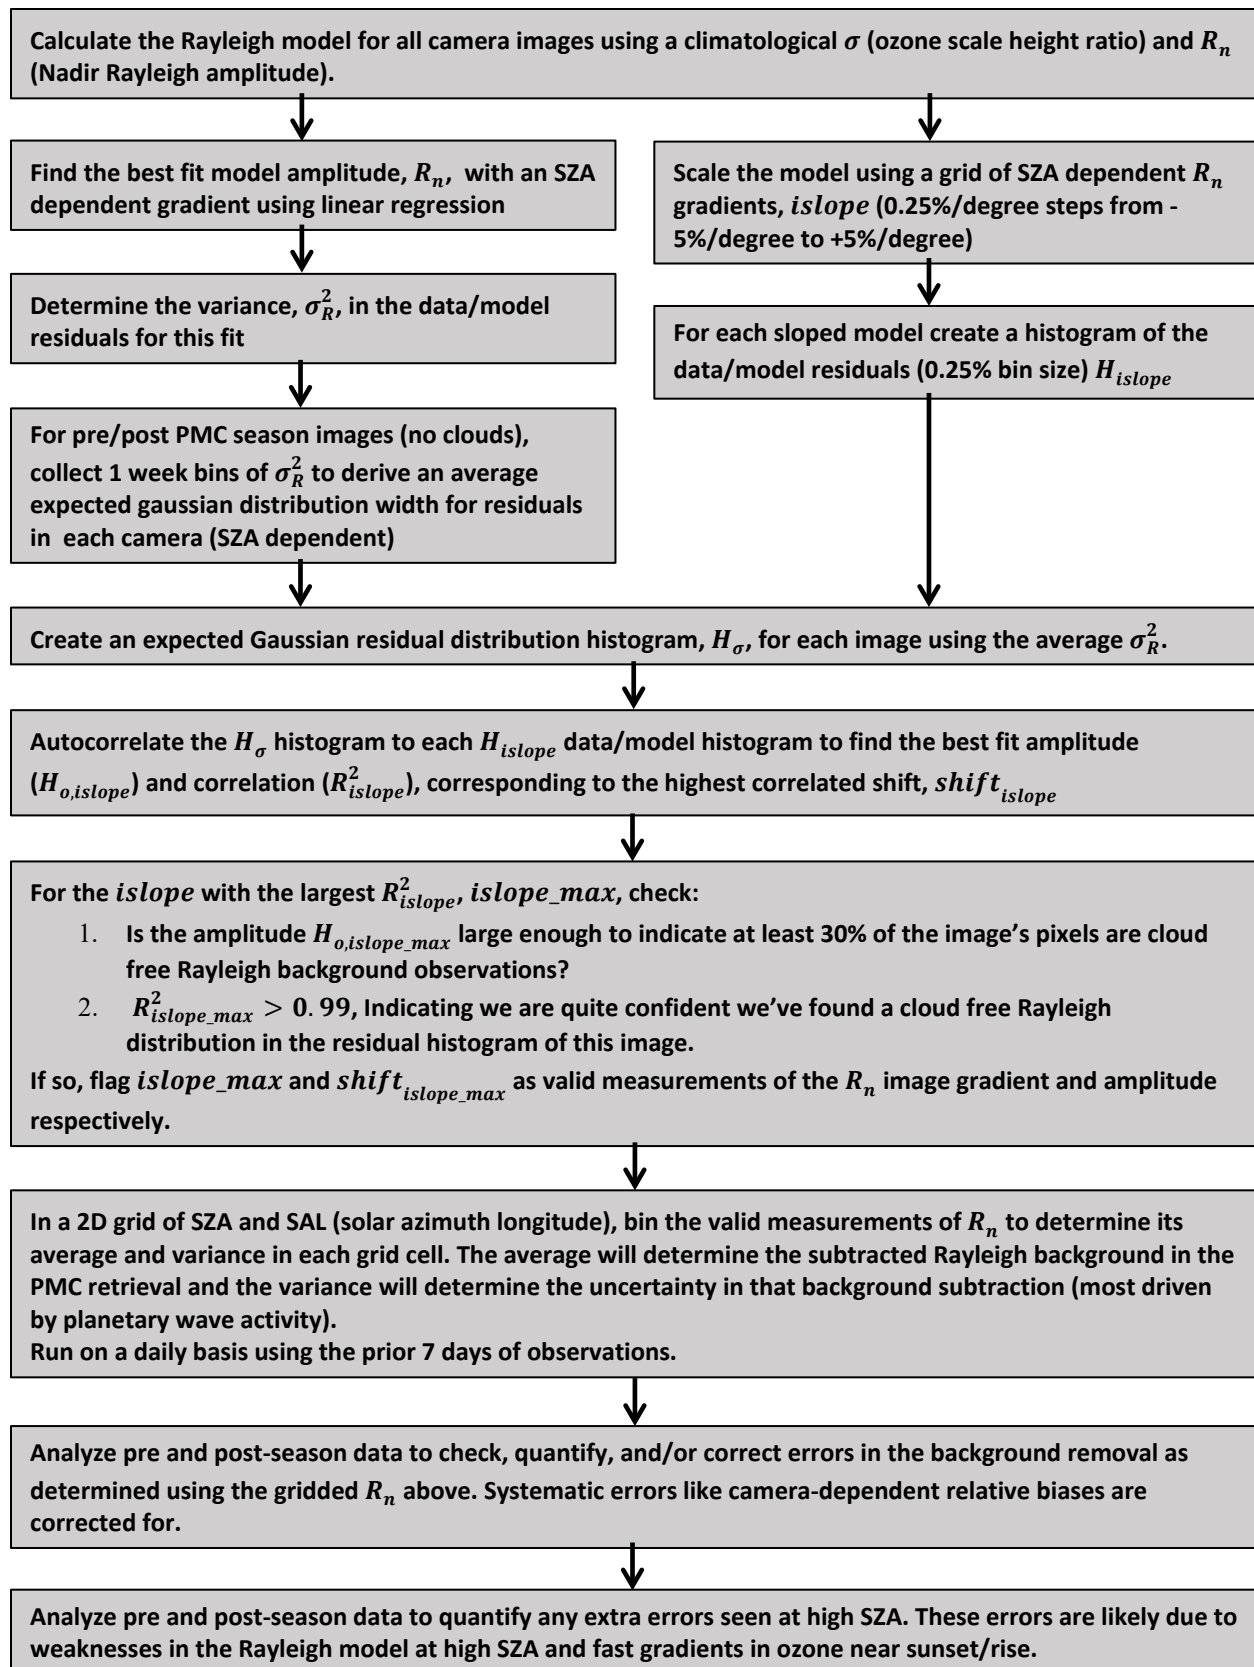 Calculate the Rayleigh model for all camera images using a climatological σ (ozone scale height ratio) and Rₙ
(Nadir Rayleigh amplitude).
Find the best fit model amplitude, Rₙ, with an SZA
dependent gradient using linear regression
Determine the variance, σ_R^2, in the data/model
residuals for this fit
For pre/post PMC season images (no clouds),
collect 1 week bins of σ_R^2 to derive an average
expected gaussian distribution width for residuals
in each camera (SZA dependent)
Scale the model using a grid of SZA dependent Rₙ
gradients, islope (0.25%/degree steps from -
5%/degree to +5%/degree)
For each sloped model create a histogram of the
data/model residuals (0.25% bin size) H_islope
Create an expected Gaussian residual distribution histogram, H_σ, for each image using the average σ_R^2.
Autocorrelate the H_σ histogram to each H_islope data/model histogram to find the best fit amplitude
(H_o,islope) and correlation (R_islope^2), corresponding to the highest correlated shift, shift_islope
For the islope with the largest R_islope^2, islope_max, check:
1. Is the amplitude H_o,islope_max large enough to indicate at least 30% of the image's pixels are cloud
free Rayleigh background observations?
2. R_islope_max^2 > 0.99, Indicating we are quite confident we've found a cloud free Rayleigh
distribution in the residual histogram of this image.
If so, flag islope_max and shift_islope_max as valid measurements of the Rₙ image gradient and amplitude
respectively.
In a 2D grid of SZA and SAL (solar azimuth longitude), bin the valid measurements of Rₙ to determine its
average and variance in each grid cell. The average will determine the subtracted Rayleigh background in the
PMC retrieval and the variance will determine the uncertainty in that background subtraction (most driven
by planetary wave activity).
Run on a daily basis using the prior 7 days of observations.
Analyze pre and post-season data to check, quantify, and/or correct errors in the background removal as
determined using the gridded Rₙ above. Systematic errors like camera-dependent relative biases are
corrected for.
Analyze pre and post-season data to quantify any extra errors seen at high SZA. These errors are likely due to
weaknesses in the Rayleigh model at high SZA and fast gradients in ozone near sunset/rise.